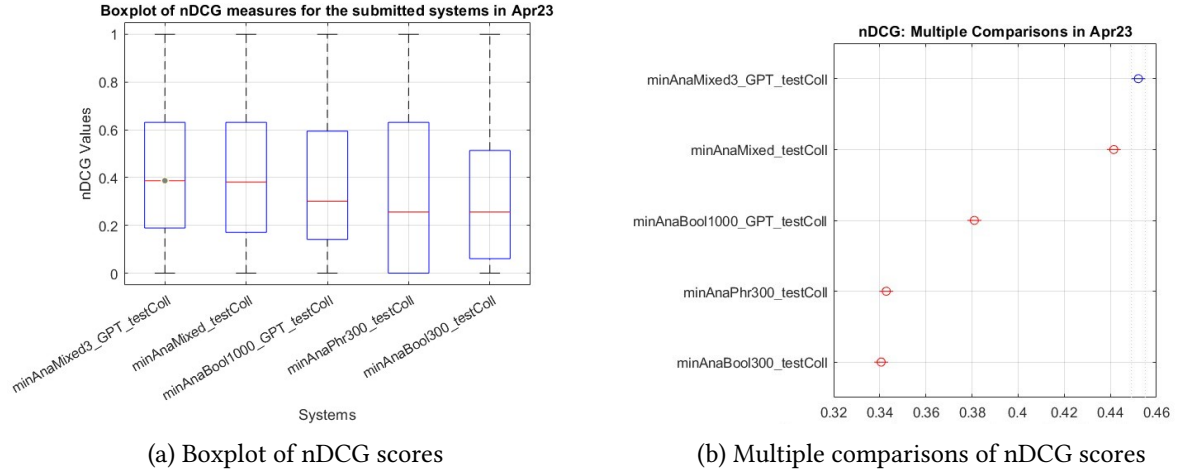 Boxplot of nDCG measures for the submitted systems in Apr23
nDCG Values
1
0.8
0.6
0.4
0.2
0
minAnaMixed3_GPT_testColl
minAnaMixed_testColl
minAnaBool1000_GPT_testColl
minAnaPhr300_testColl
minAnaBool300_testColl
Systems
(a) Boxplot of nDCG scores
nDCG: Multiple Comparisons in Apr23
minAnaMixed3_GPT_testColl
minAnaMixed_testColl
minAnaBool1000_GPT_testColl
minAnaPhr300_testColl
minAnaBool300_testColl
0.32 0.34 0.36 0.38 0.4 0.42 0.44 0.46
(b) Multiple comparisons of nDCG scores